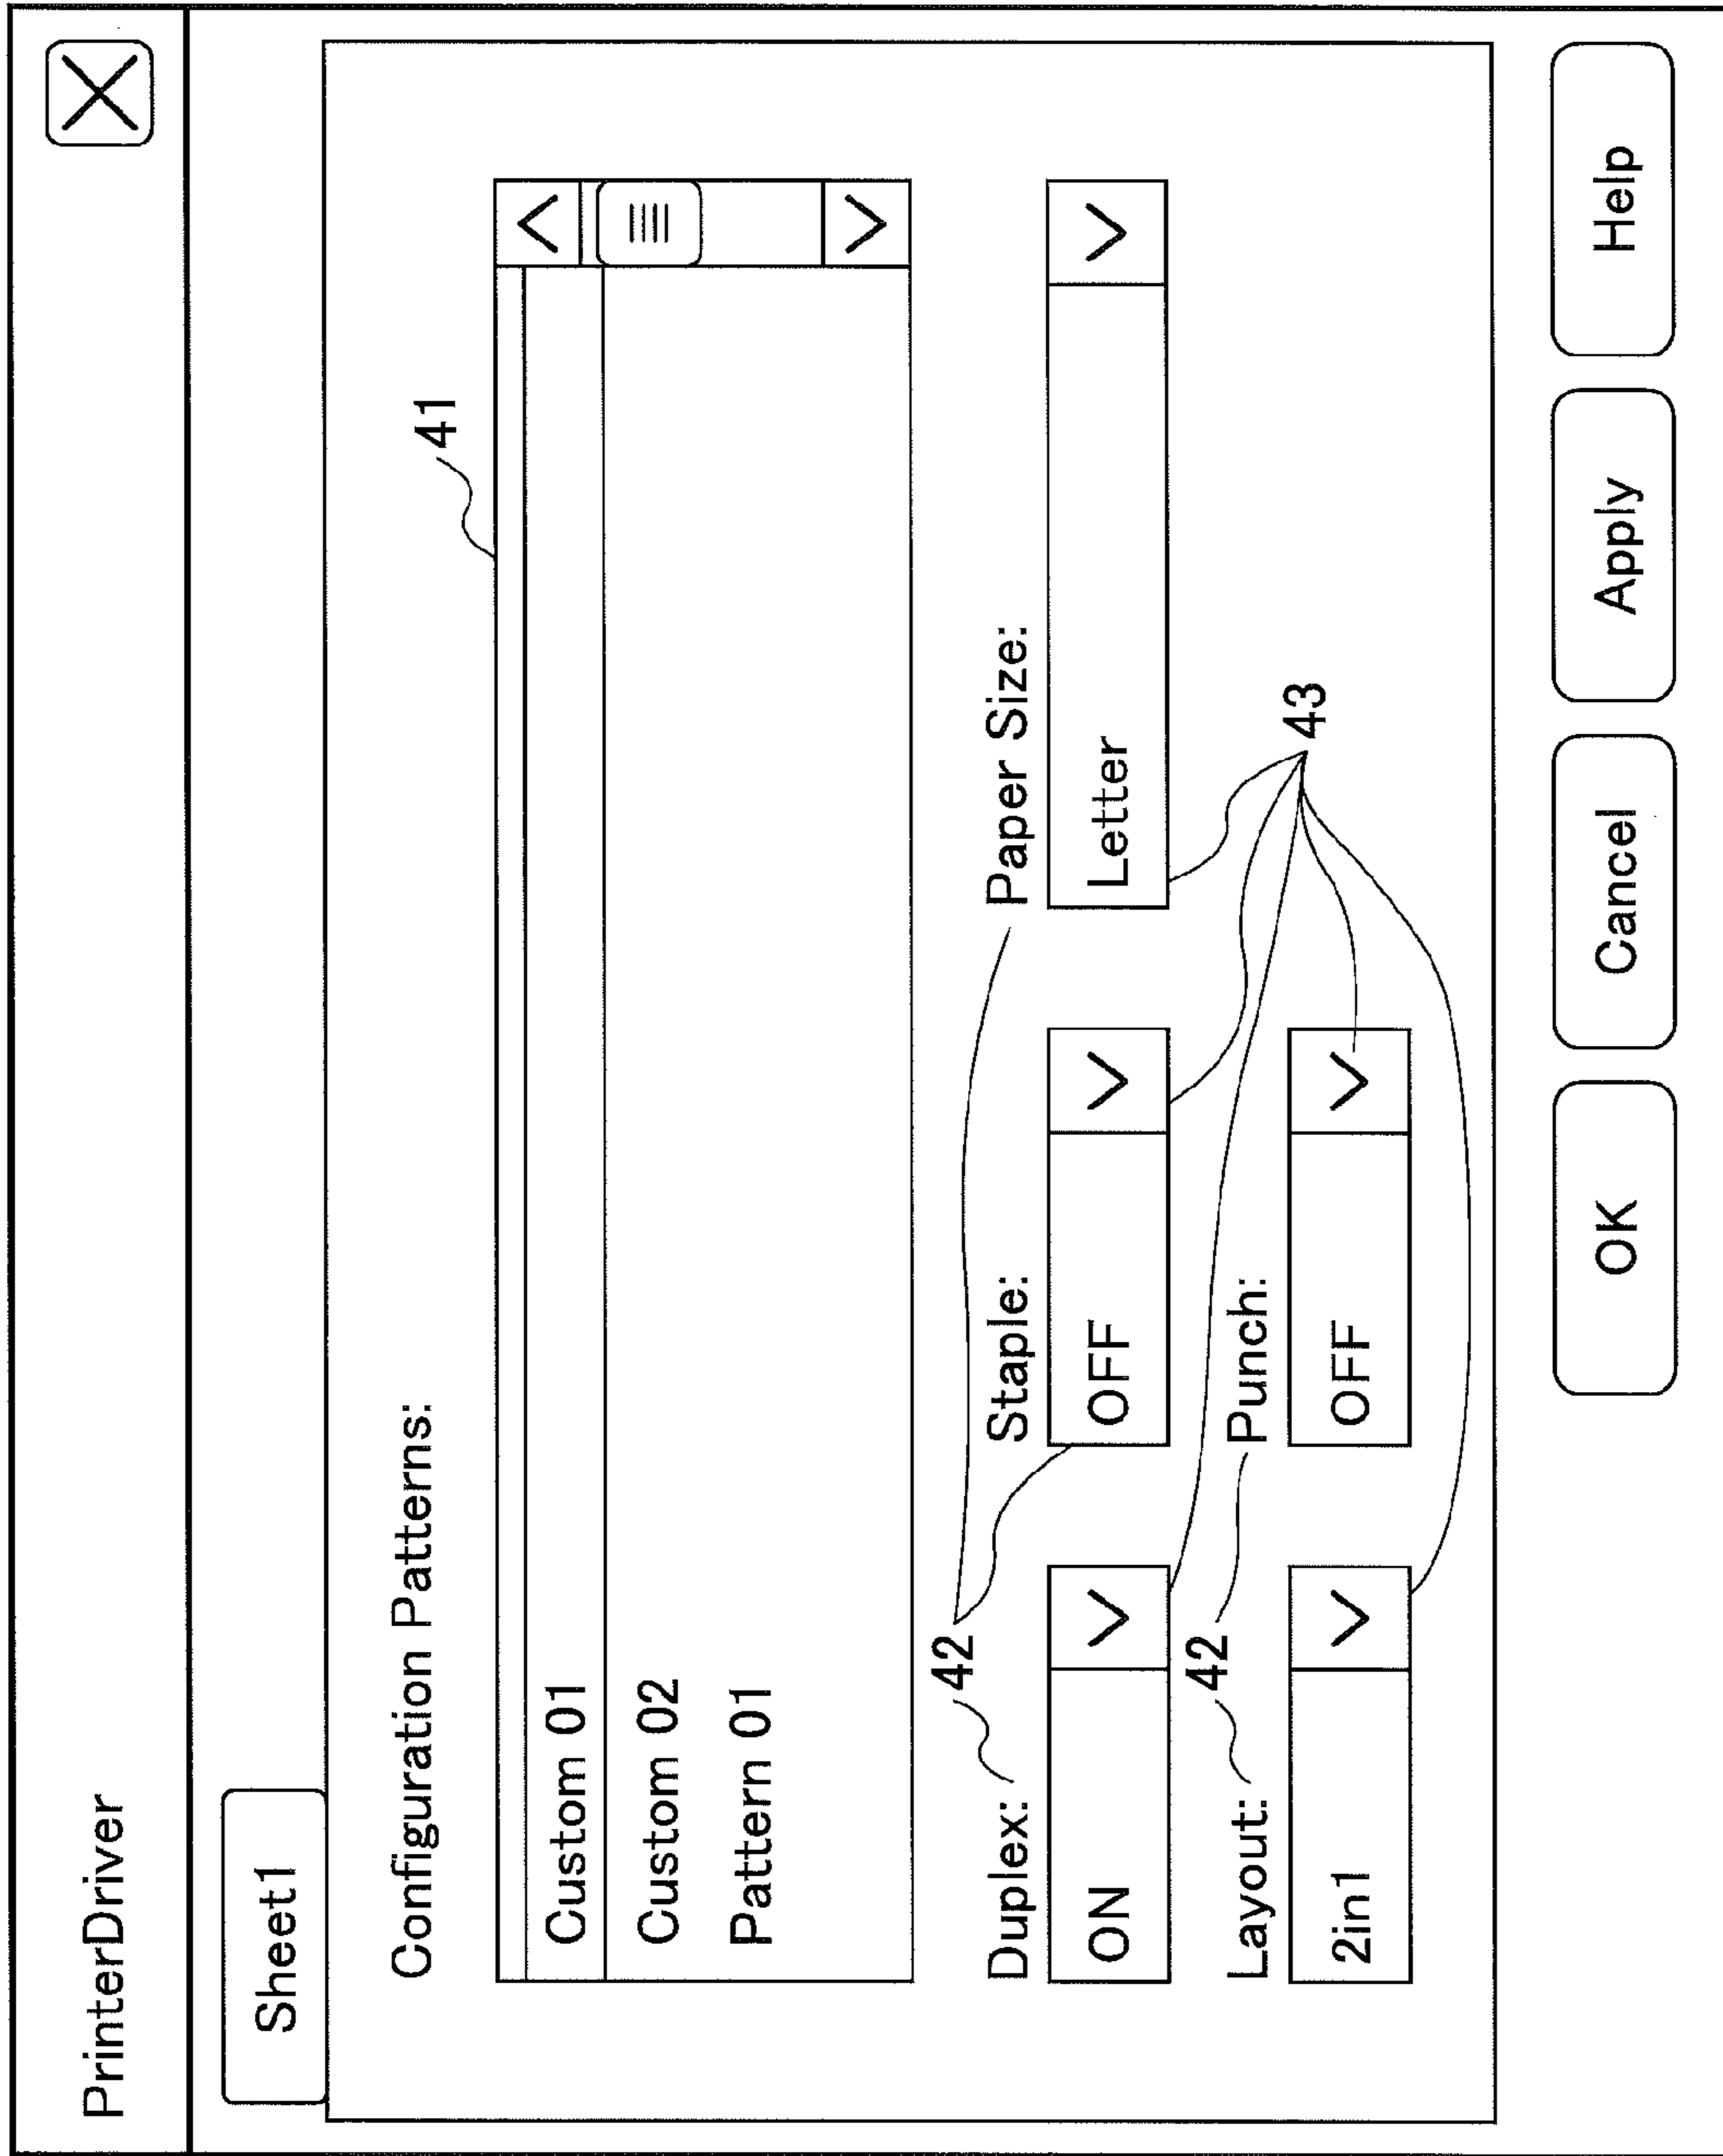 PrinterDriver
Sheet1
Configuration Patterns:
41
Custom 01
Custom 02
Pattern 01
42
Duplex: Staple: Paper Size:
ON OFF Letter
42
Layout: Punch: 43
2in1 OFF
OK Cancel Apply Help